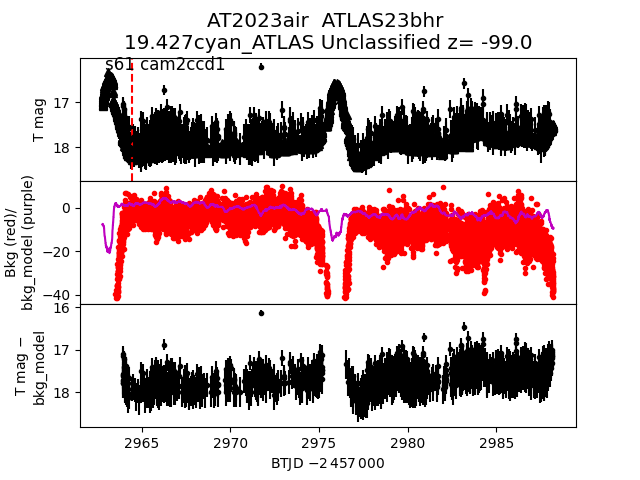 AT2023air  ATLAS23bhr
19.427cyan_ATLAS Unclassified z= -99.0
s61 cam2ccd1
T mag
17
18
Bkg (red)/
bkg_model (purple)
0
−20
−40
T mag −
bkg_model
16
17
18
2965
2970
2975
2980
2985
BTJD −2 457 000